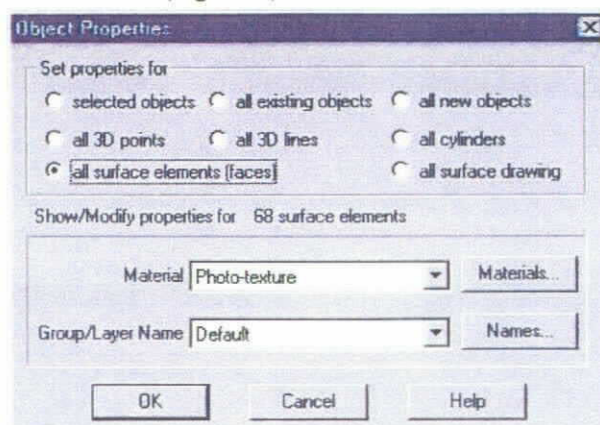 Object Properties
Set properties for
selected objects all existing objects all new objects
all 3D points all 3D lines all cylinders
all surface elements (faces) all surface drawing
Show/Modify properties for 68 surface elements
Material Photo-texture Materials...
Group/Layer Name Default Names...
OK Cancel Help